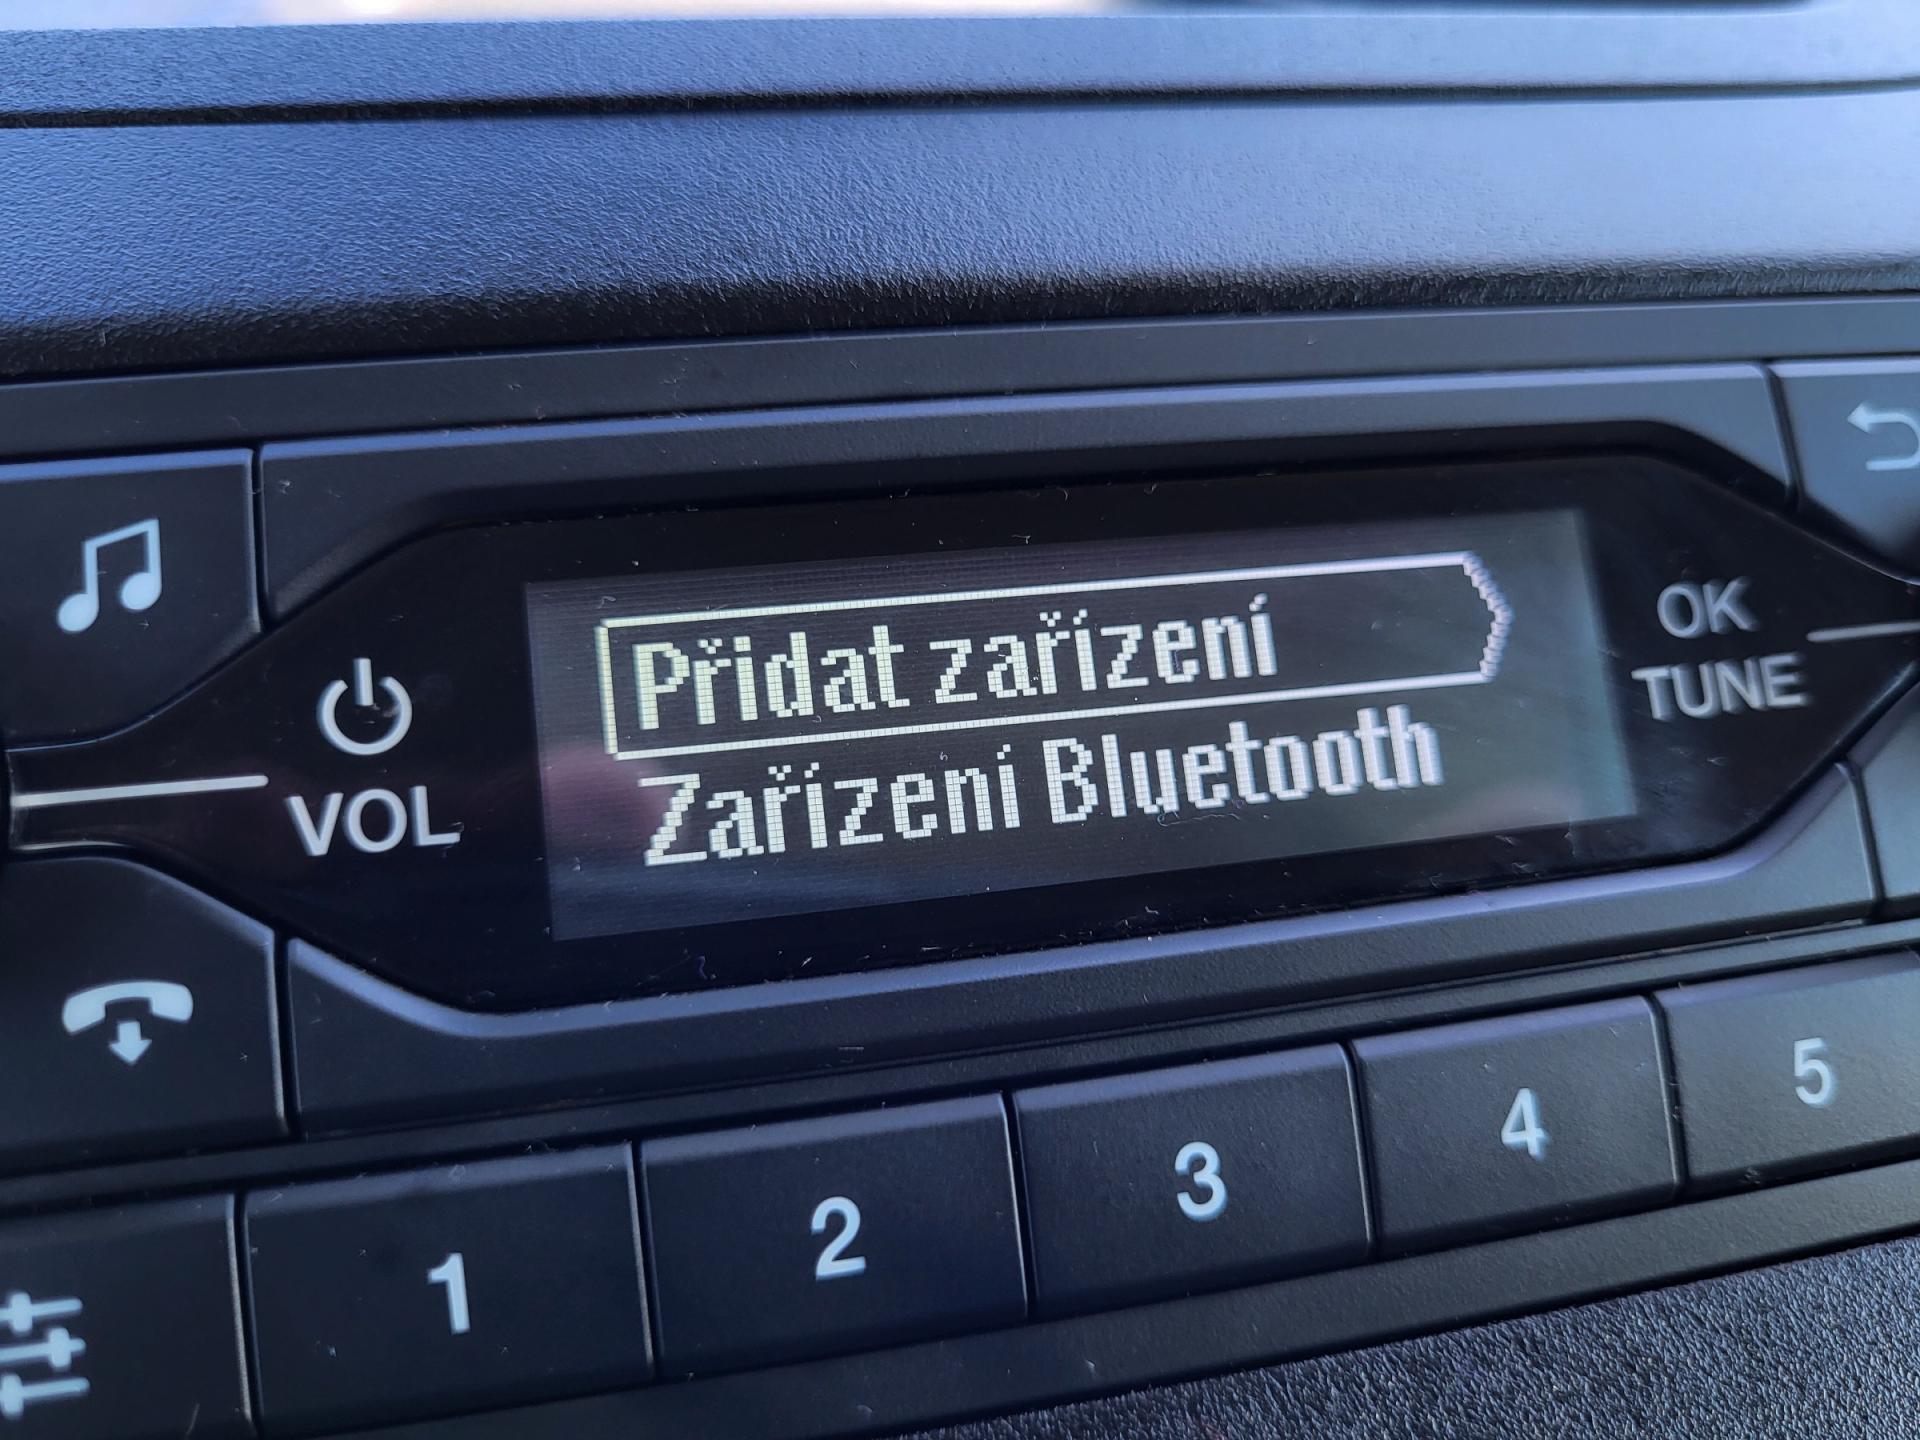 Přidat zařízení
Zařízení Bluetooth
VOL
OK
TUNE
1
2
3
4
5